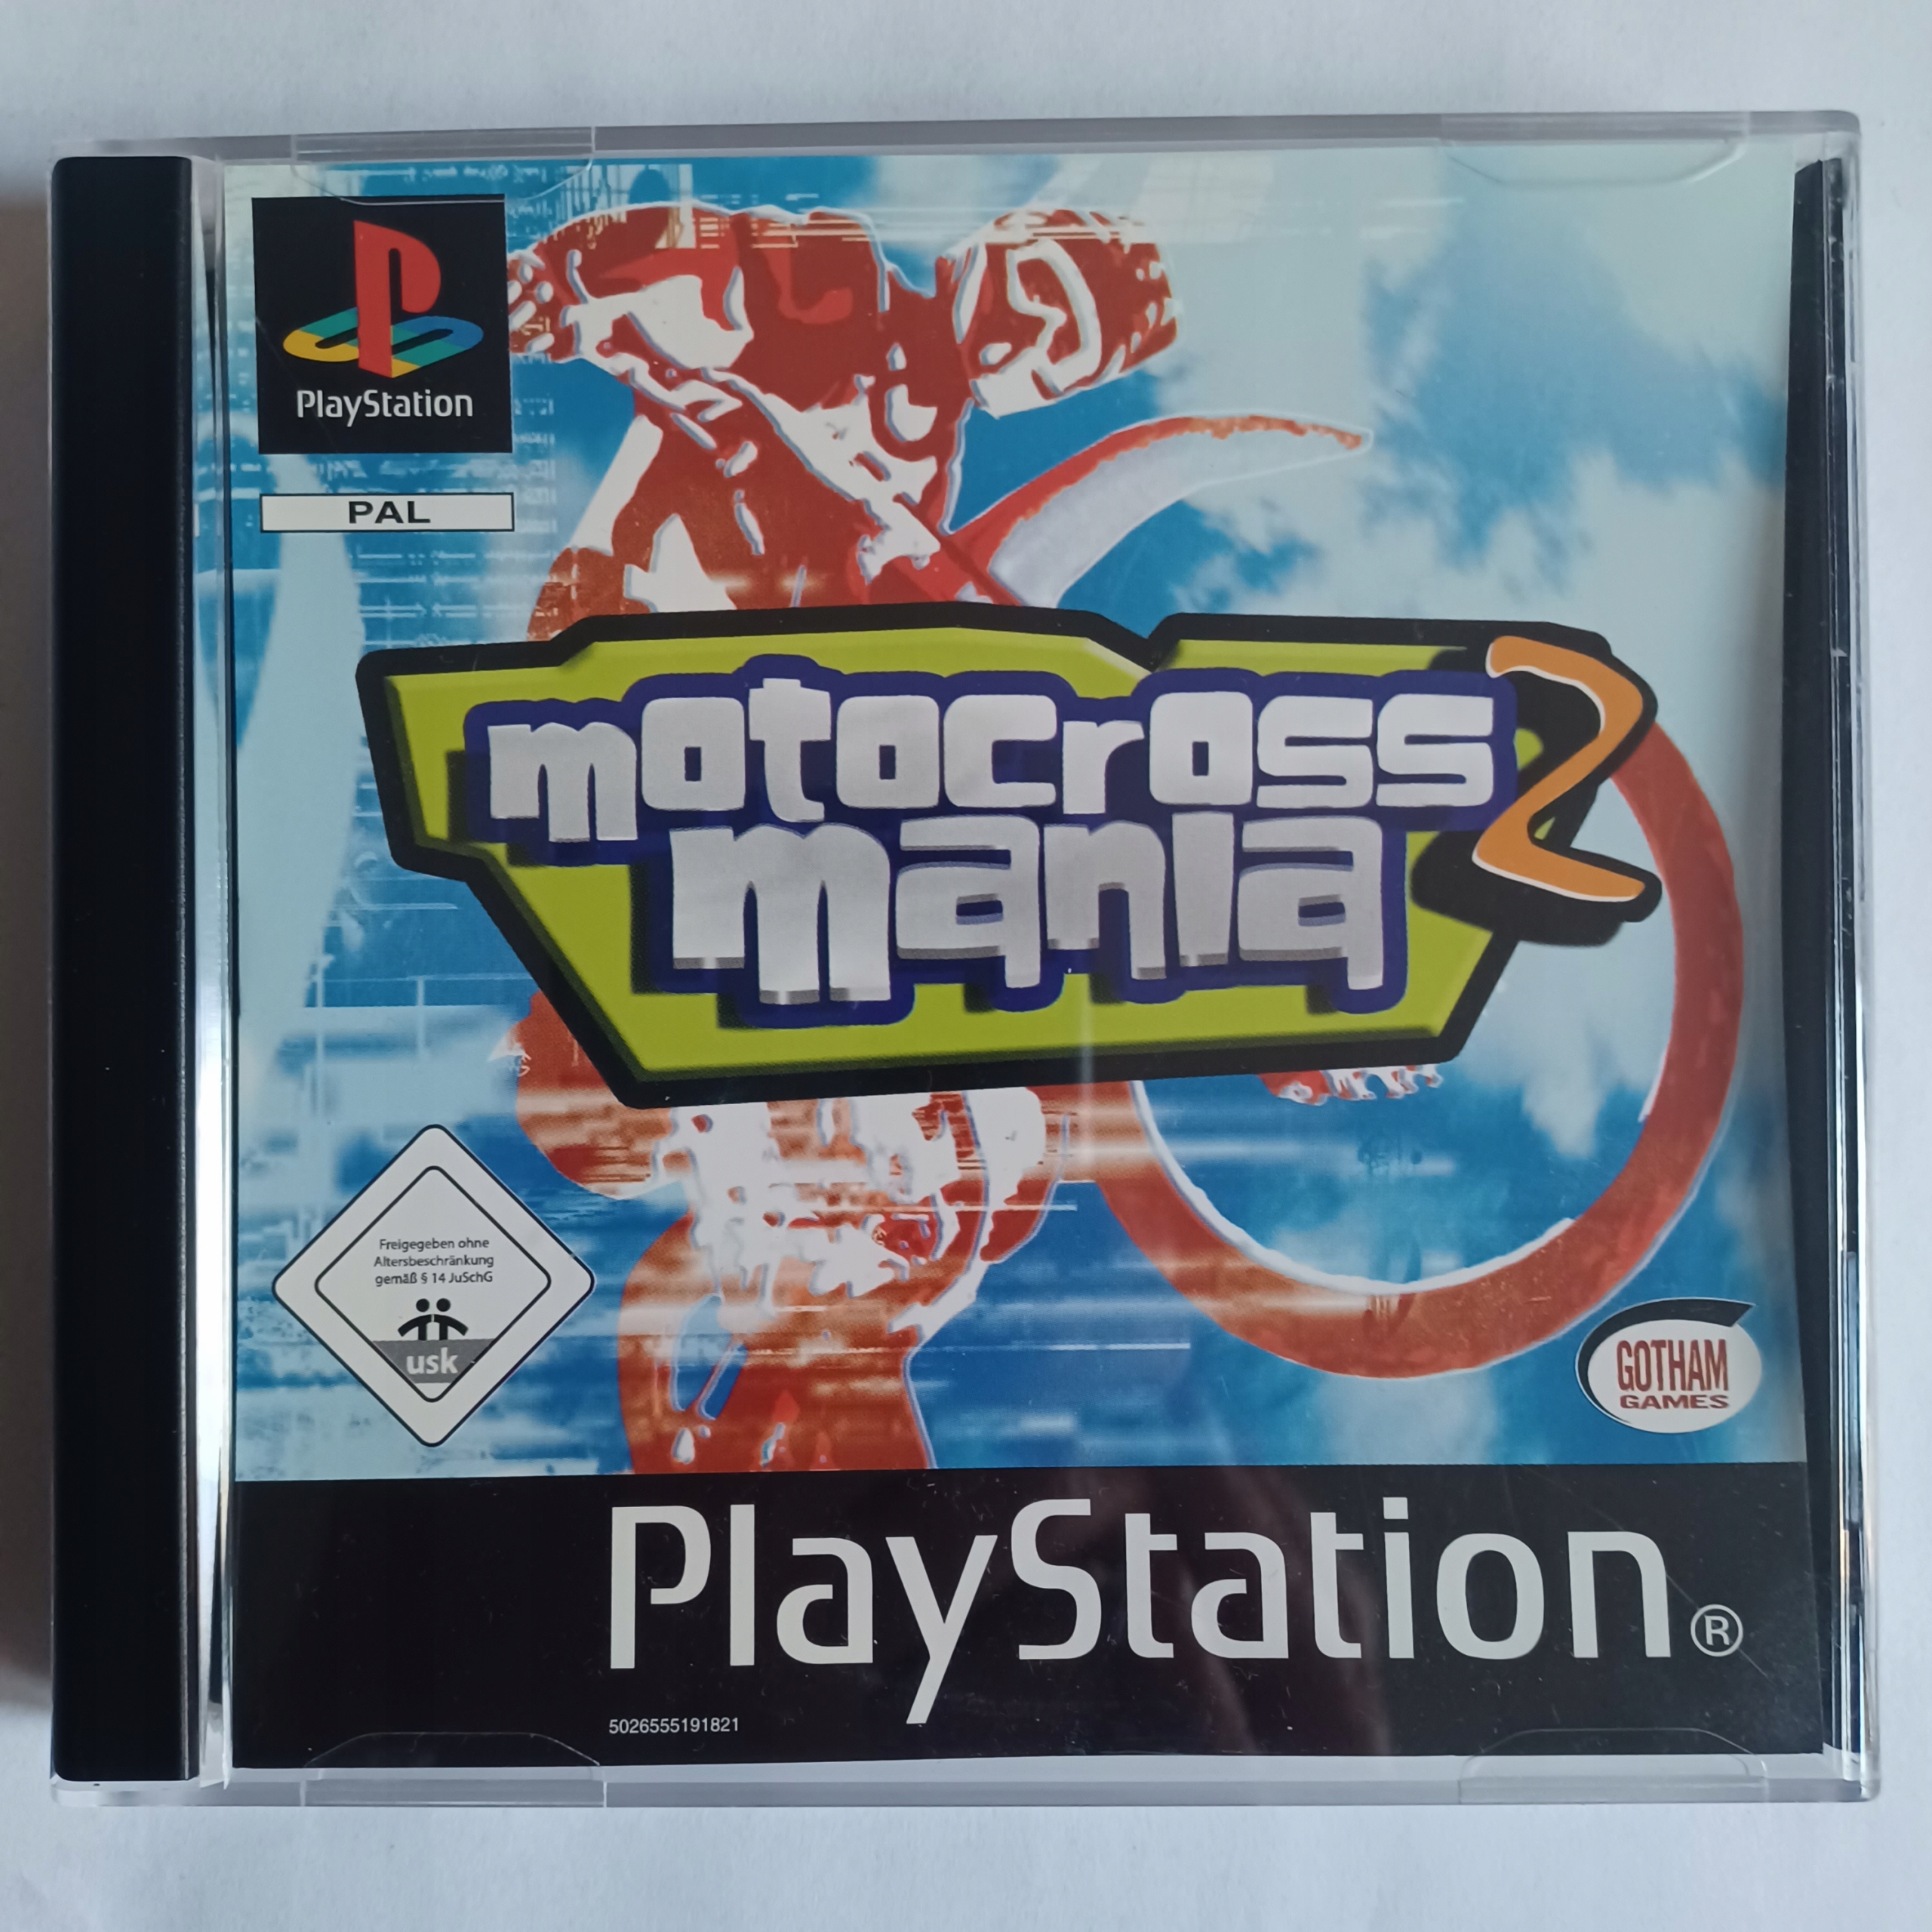 PlayStation
PAL
motocross 2
mania
Freigegeben ohne
Altersbeschränkung
gemäß § 14 JuSchG
usk
GOTHAM
GAMES
PlayStation®
5026555191821